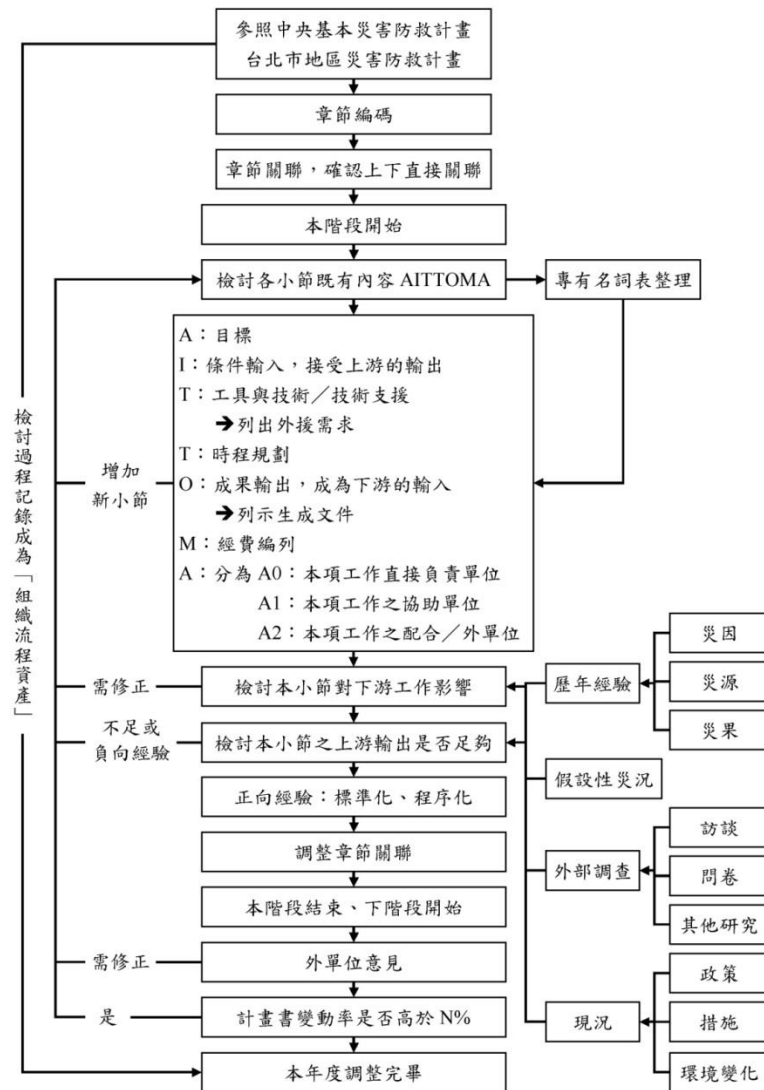 參照中央基本災害防救計畫
台北市地區災害防救計畫
章節編碼
章節關聯，確認上下直接關聯
本階段開始
檢討各小節既有內容 AITTOMA
專有名詞表整理
A：目標
I：條件輸入，接受上游的輸出
T：工具與技術／技術支援
➔列出外援需求
T：時程規劃
O：成果輸出，成為下游的輸入
➔列示生成文件
M：經費編列
A：分為 A0：本項工作直接負責單位
A1：本項工作之協助單位
A2：本項工作之配合／外單位
檢討過程記錄成為「組織流程資產」
增加
新小節
需修正
檢討本小節對下游工作影響
不足或
負向經驗
檢討本小節之上游輸出是否足夠
正向經驗：標準化、程序化
調整章節關聯
本階段結束、下階段開始
需修正
外單位意見
是
計畫書變動率是否高於 N%
本年度調整完畢
歷年經驗
災因
災源
災果
假設性災況
外部調查
訪談
問卷
其他研究
現況
政策
措施
環境變化